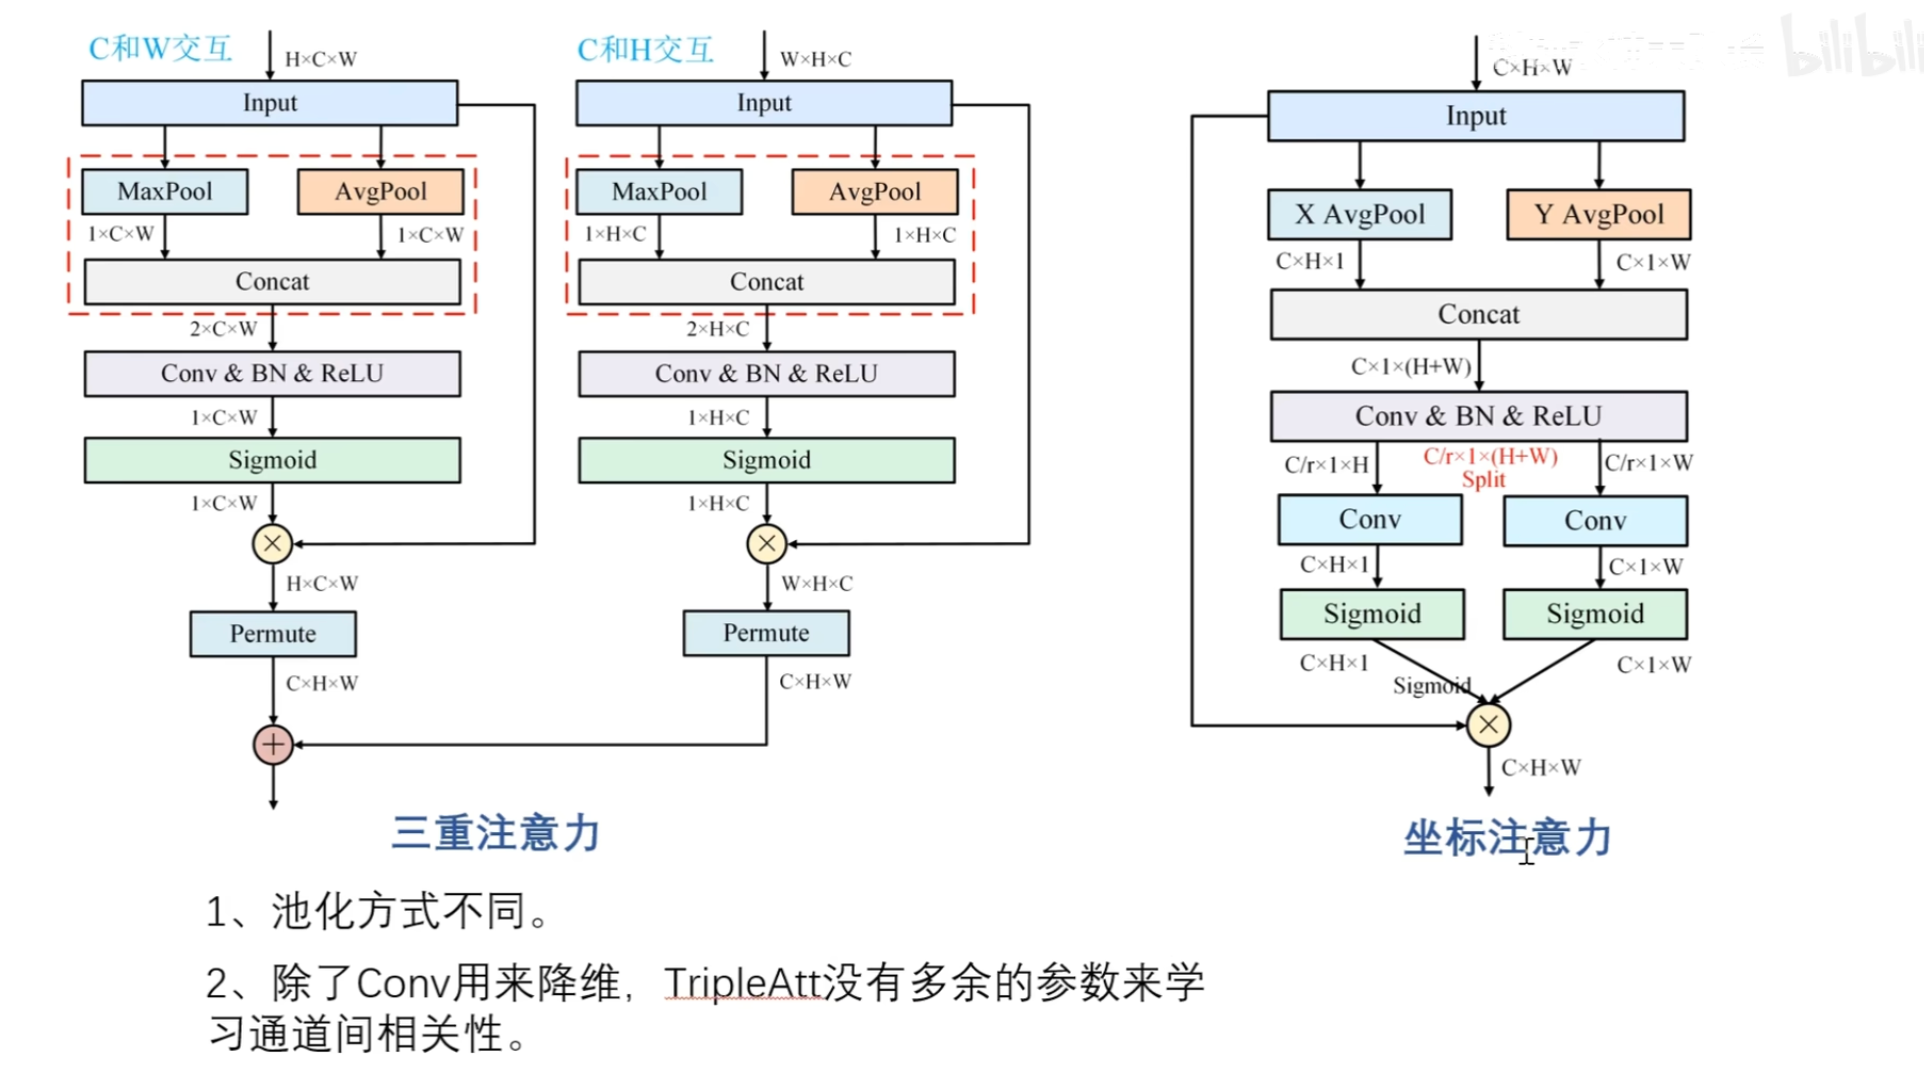 C和W交互
H×C×W
Input
MaxPool
AvgPool
1×C×W
1×C×W
Concat
2×C×W
Conv & BN & ReLU
1×C×W
Sigmoid
1×C×W
H×C×W
Permute
C×H×W
C和H交互
W×H×C
Input
MaxPool
AvgPool
1×H×C
1×H×C
Concat
2×H×C
Conv & BN & ReLU
1×H×C
Sigmoid
1×H×C
W×H×C
Permute
C×H×W
三重注意力
bilibili
C×H×W
Input
X AvgPool
Y AvgPool
C×H×1
C×1×W
Concat
C×1×(H+W)
Conv & BN & ReLU
C/r×1×H
C/r×1×(H+W)
Split
C/r×1×W
Conv
Conv
C×H×1
C×1×W
Sigmoid
Sigmoid
C×H×1
C×1×W
Sigmoid
C×H×W
坐标注意力
1、池化方式不同。
2、除了Conv用来降维，TripleAtt没有多余的参数来学
习通道间相关性。